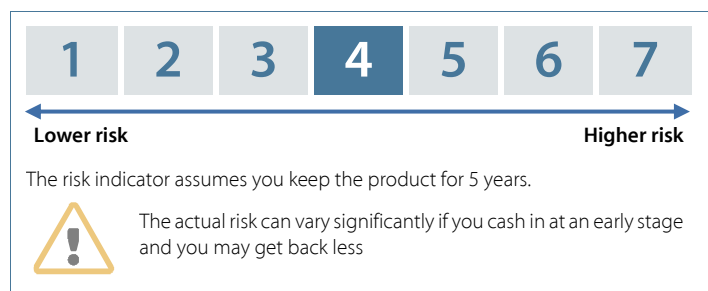 1 2 3 4 5 6 7
Lower risk Higher risk
The risk indicator assumes you keep the product for 5 years.
The actual risk can vary significantly if you cash in at an early stage
and you may get back less